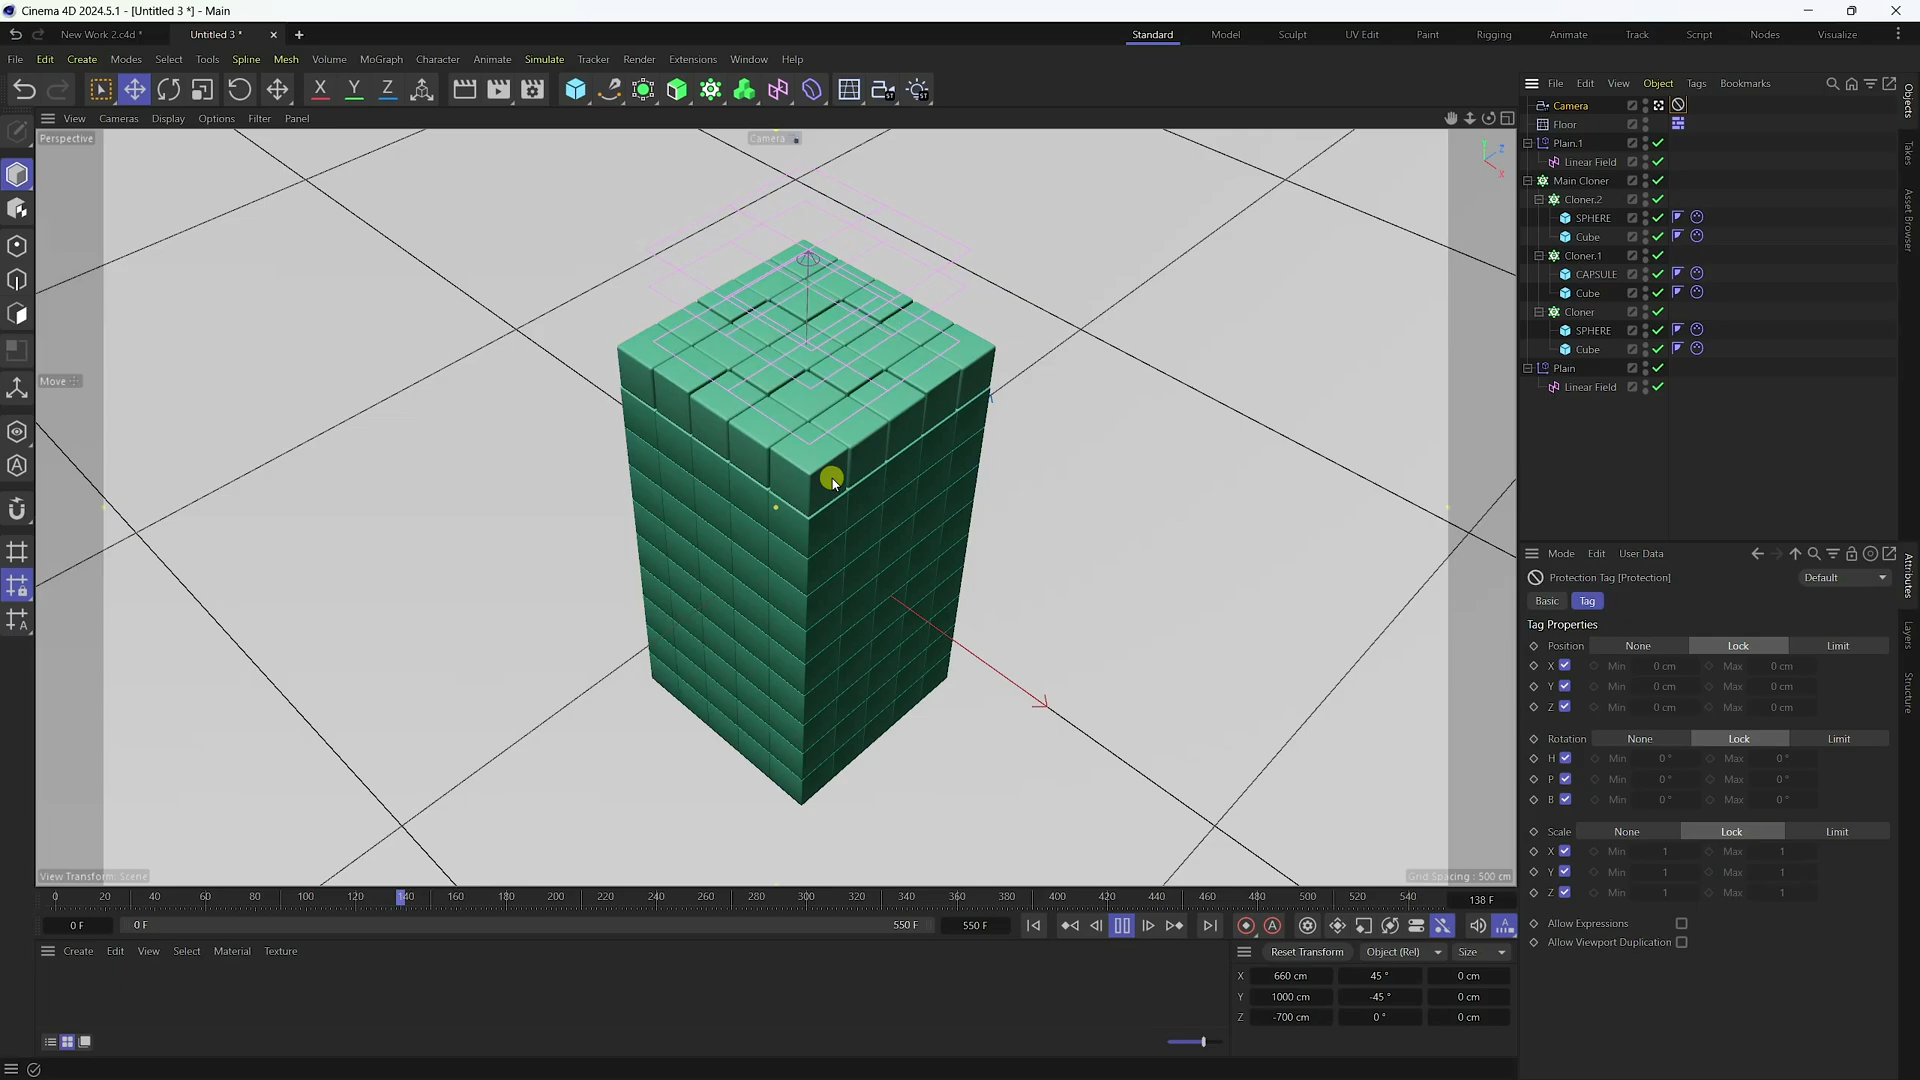 Cinema 4D 2024.5.1 - [Untitled 3 *] - Main
New Work 2.c4d *
Untitled 3 *
Standard
Model
Sculpt
UV Edit
Paint
Rigging
Animate
Track
Script
Nodes
Visualize
File Edit Create Modes Select Tools Spline Mesh Volume MoGraph Character Animate Simulate Tracker Render Extensions Window Help
X Y Z
View Cameras Display Options Filter Panel
Perspective
Camera
Move
View Transform: Scene
Grid Spacing : 500 cm
File Edit View Object Tags Bookmarks
Camera
Floor
Plain.1
Linear Field
Main Cloner
Cloner.2
SPHERE
Cube
Cloner.1
CAPSULE
Cube
Cloner
SPHERE
Cube
Plain
Linear Field
Objects
Takes
Asset Browser
Attributes
Layers
Structure
Mode Edit User Data
Protection Tag [Protection]
Default
Basic
Tag
Tag Properties
Position None Lock Limit
X Min 0 cm Max 0 cm
Y Min 0 cm Max 0 cm
Z Min 0 cm Max 0 cm
Rotation None Lock Limit
H Min 0 ° Max 0 °
P Min 0 ° Max 0 °
B Min 0 ° Max 0 °
Scale None Lock Limit
X Min 1 Max 1
Y Min 1 Max 1
Z Min 1 Max 1
Allow Expressions
Allow Viewport Duplication
0 20 40 60 80 100 120 140 160 180 200 220 240 260 280 300 320 340 360 380 400 420 440 460 480 500 520 540
138 F
0 F
0 F
550 F
550 F
Create Edit View Select Material Texture
Reset Transform
Object (Rel)
Size
X 660 cm 45 ° 0 cm
Y 1000 cm -45 ° 0 cm
Z -700 cm 0 ° 0 cm